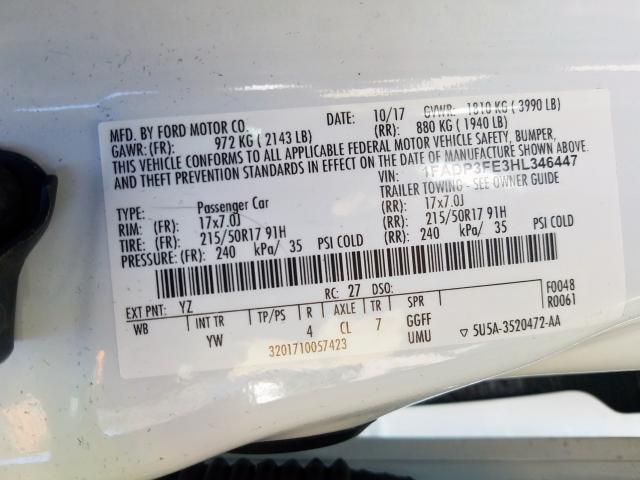 MFD. BY FORD MOTOR CO. DATE: 10/17 GVWR: 1810 KG ( 3990 LB)
GAWR: (FR): 972 KG ( 2143 LB) (RR): 880 KG ( 1940 LB)
THIS VEHICLE CONFORMS TO ALL APPLICABLE FEDERAL MOTOR VEHICLE SAFETY, BUMPER,
AND THEFT PREVENTION STANDARDS IN EFFECT ON THE DATE OF MANUFACTURE SHOWN ABOVE.
VIN: 1FADP3FE3HL346447
TYPE: Passenger Car TRAILER TOWING - SEE OWNER GUIDE
RIM: (FR): 17x7.0J (RR): 17x7.0J
TIRE: (FR): 215/50R17 91H (RR): 215/50R17 91H
PRESSURE: (FR): 240 kPa/ 35 PSI COLD (RR): 240 kPa/ 35 PSI COLD
EXT PNT: YZ RC: 27 DSO: F0048
WB INT TR TP/PS R AXLE TR SPR R0061
YW 4 CL 7 GGFF
UMU ▽ 5U5A-3520472-AA
3201710057423